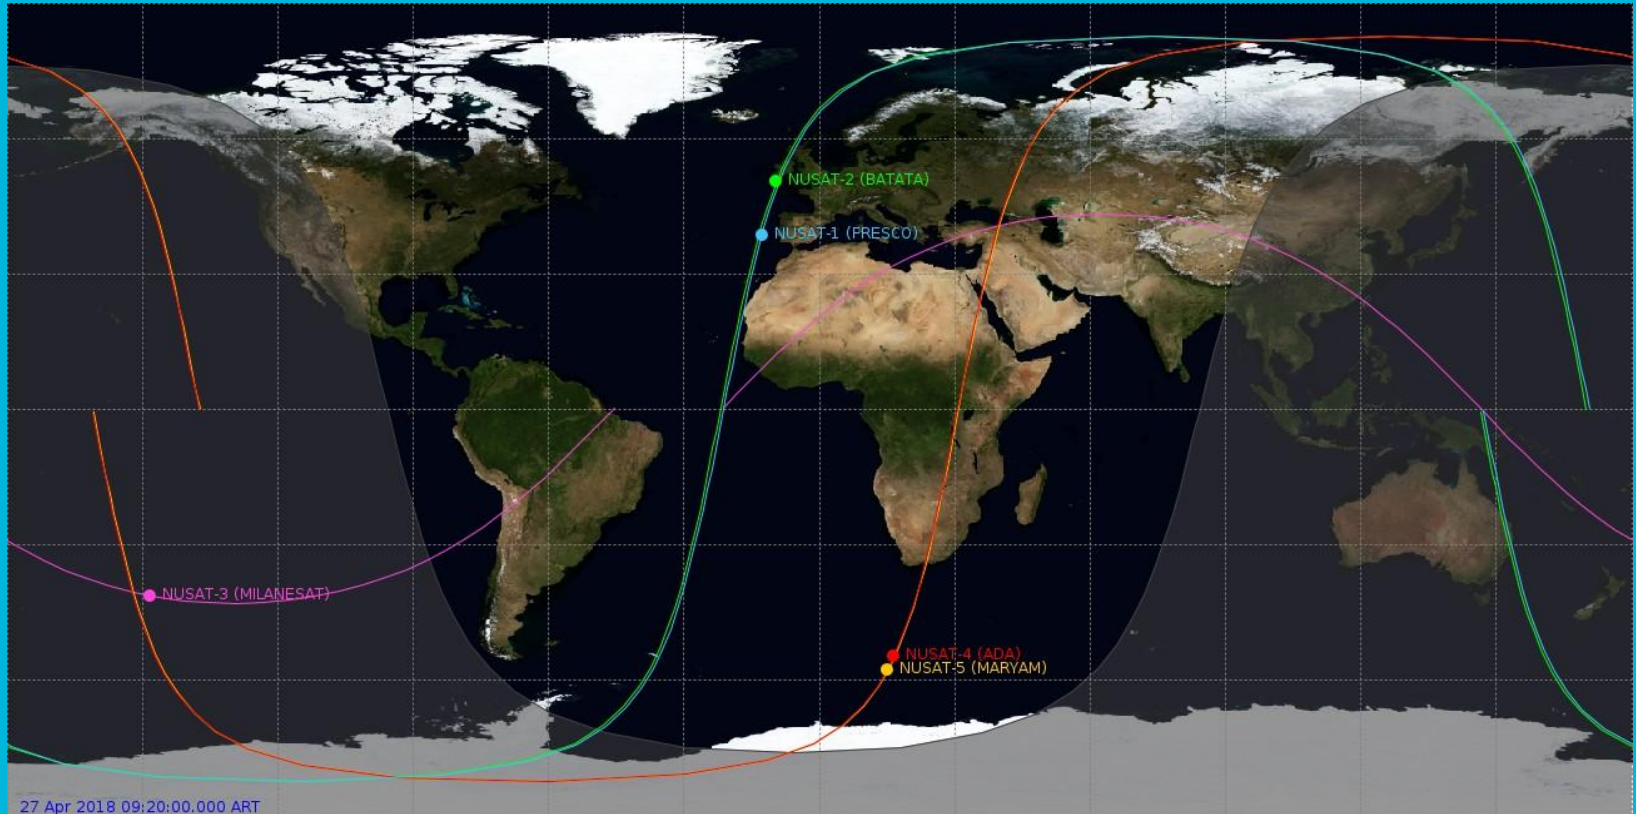 NUSAT-2 (BATATA)
NUSAT-1 (FRESCO)
NUSAT-3 (MILANESAT)
NUSAT-4 (ADA)
NUSAT-5 (MARYAM)
27 Apr 2018 09:20:00.000 ART